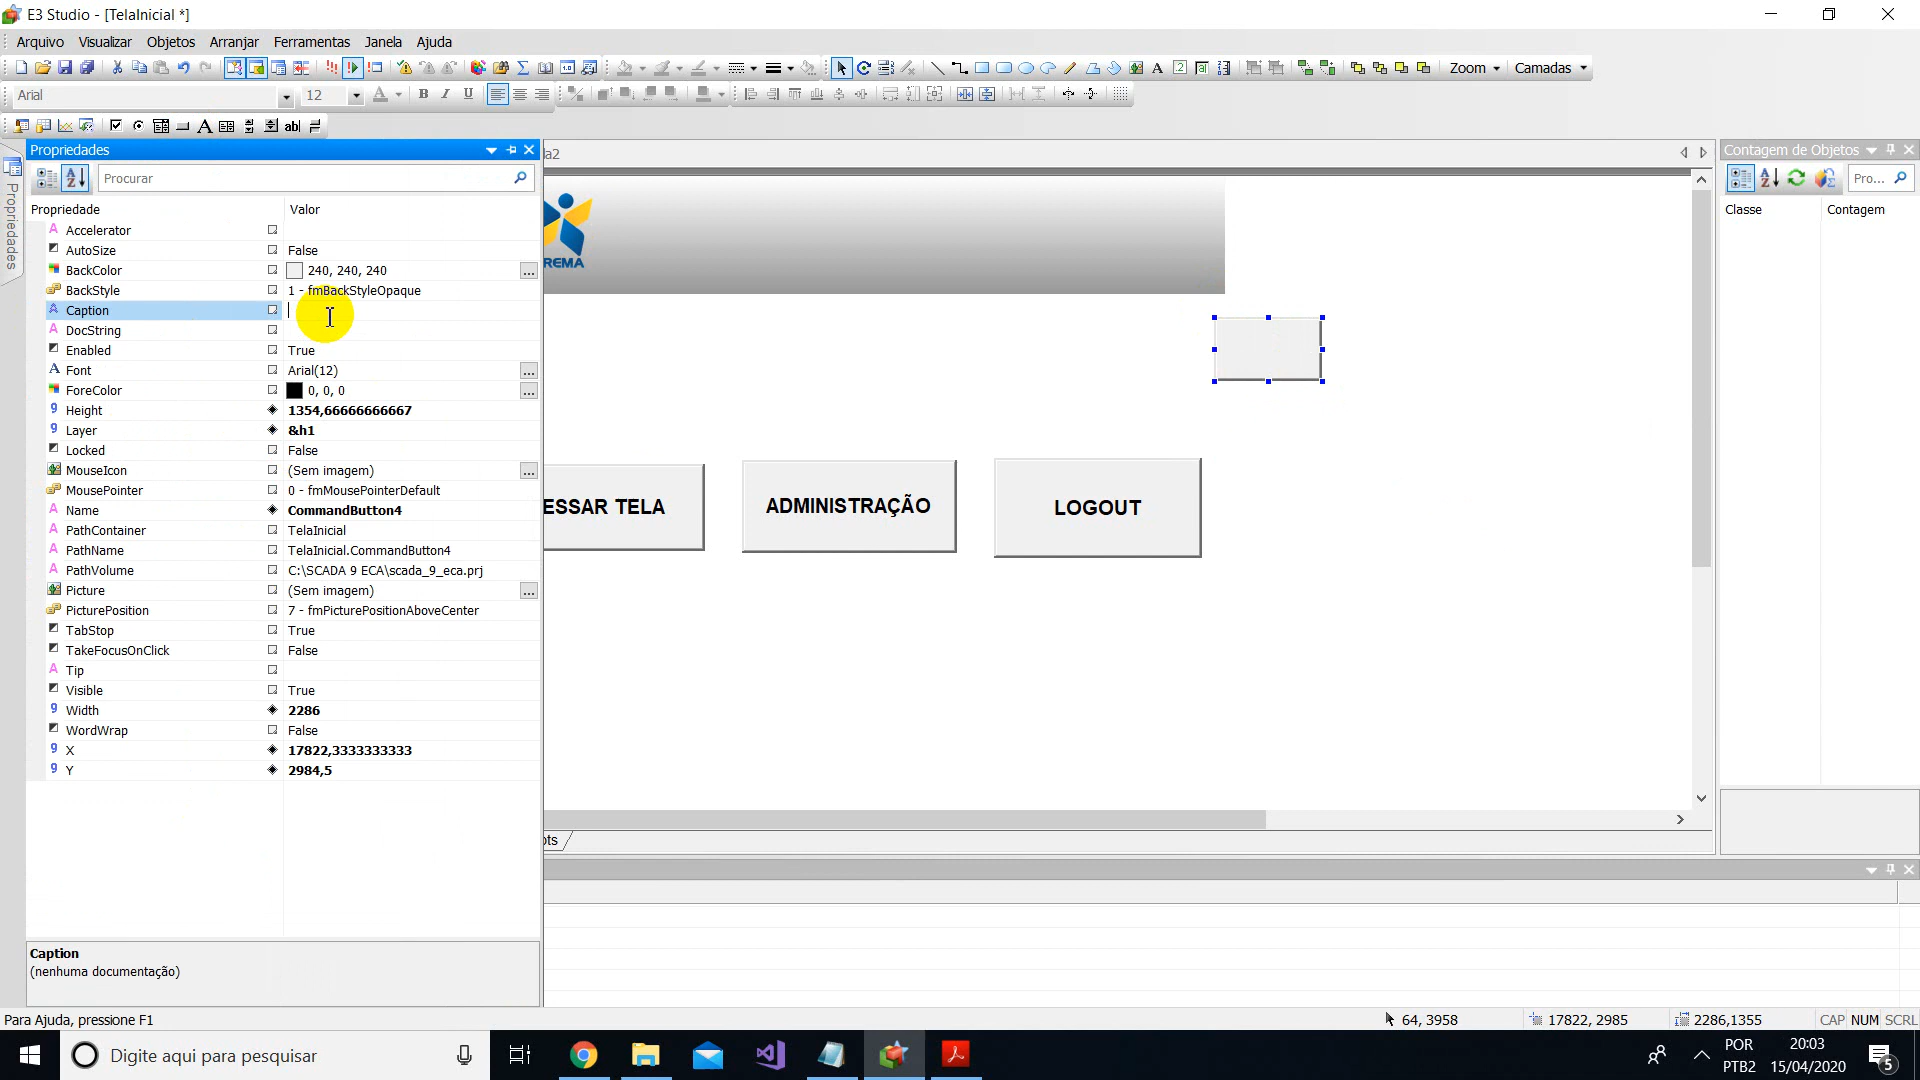 E3 Studio - [TelaInicial *]
Arquivo Visualizar Objetos Arranjar Ferramentas Janela Ajuda
Zoom Camadas
Arial 12
Propriedades
la2
Contagem de Objetos
Propriedades
Procurar
Pro...
Propriedade Valor
Classe Contagem
Accelerator
AutoSize False
BackColor 240, 240, 240 ...
BackStyle 1 - fmBackStyleOpaque
Caption
DocString
Enabled True
Font Arial(12) ...
ForeColor 0, 0, 0 ...
Height 1354,66666666667
Layer &h1
Locked False
MouseIcon (Sem imagem) ...
MousePointer 0 - fmMousePointerDefault
Name CommandButton4
PathContainer TelaInicial
PathName TelaInicial.CommandButton4
PathVolume C:\SCADA 9 ECA\scada_9_eca.prj
Picture (Sem imagem) ...
PicturePosition 7 - fmPicturePositionAboveCenter
TabStop True
TakeFocusOnClick False
Tip
Visible True
Width 2286
WordWrap False
X 17822,3333333333
Y 2984,5
REMA
ESSAR TELA
ADMINISTRAÇÃO
LOGOUT
pts
Caption
(nenhuma documentação)
Para Ajuda, pressione F1
64, 3958
17822, 2985
2286,1355
CAP NUM SCRL
Digite aqui para pesquisar
POR
PTB2
20:03
15/04/2020
5